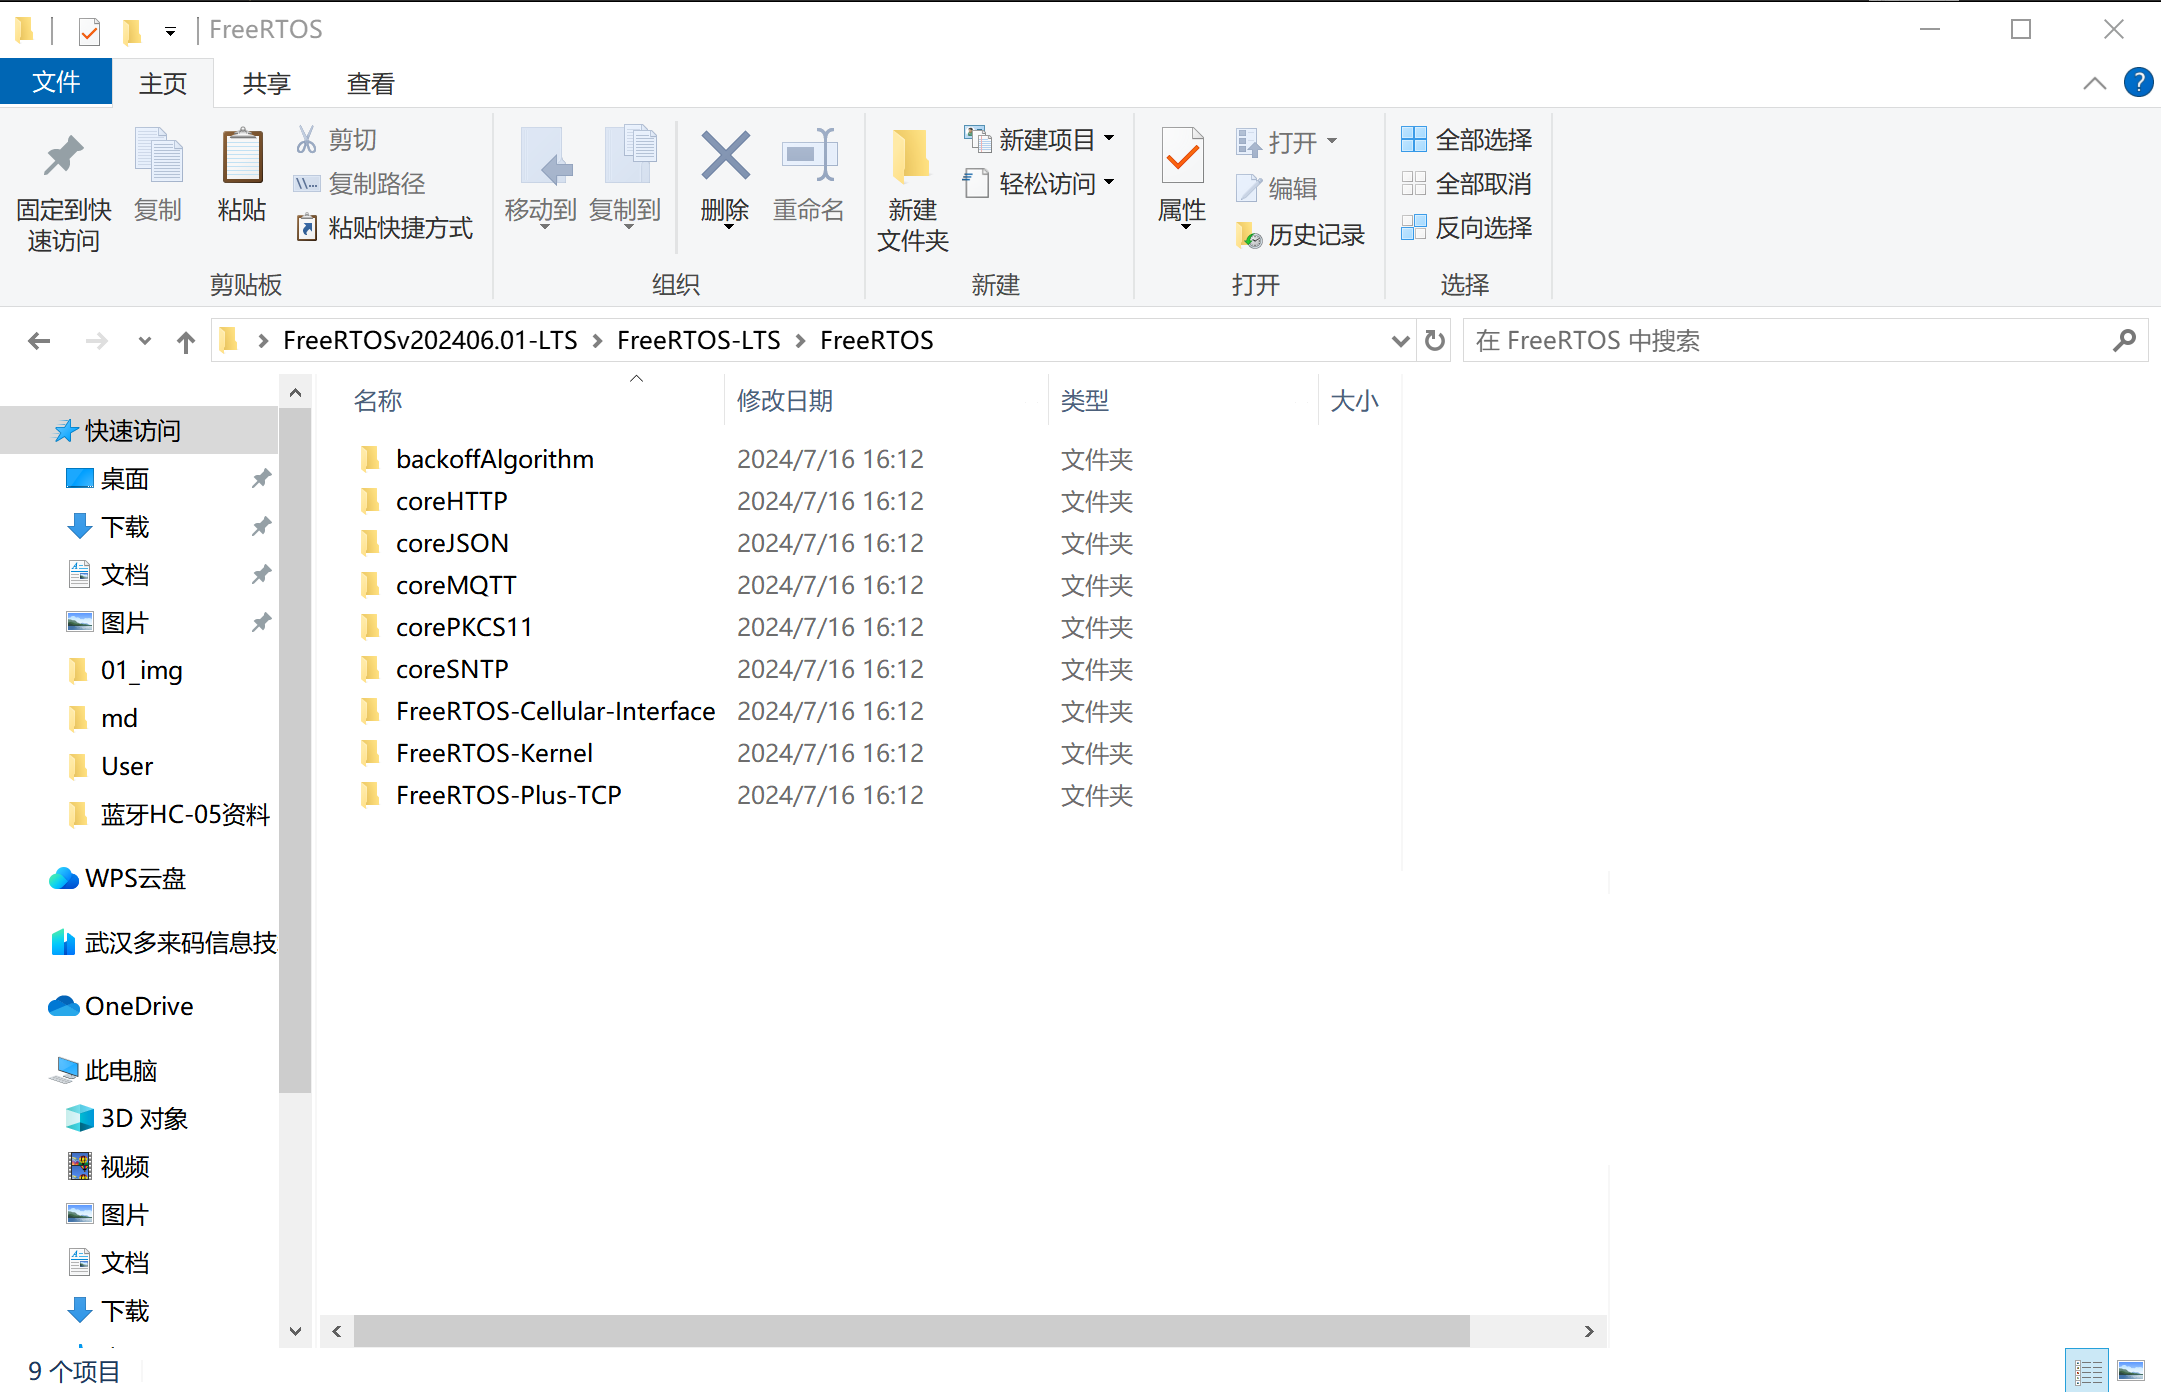 FreeRTOS
文件 主页 共享 查看
固定到快速访问
复制
粘贴
剪切
复制路径
粘贴快捷方式
剪贴板
移动到
复制到
删除
重命名
组织
新建文件夹
新建项目
轻松访问
新建
属性
打开
编辑
历史记录
打开
全部选择
全部取消
反向选择
选择
FreeRTOSv202406.01-LTS FreeRTOS-LTS FreeRTOS
在 FreeRTOS 中搜索
快速访问
桌面
下载
文档
图片
01_img
md
User
蓝牙HC-05资料
WPS云盘
武汉多来码信息技
OneDrive
此电脑
3D 对象
视频
图片
文档
下载
名称 修改日期 类型 大小
backoffAlgorithm 2024/7/16 16:12 文件夹
coreHTTP 2024/7/16 16:12 文件夹
coreJSON 2024/7/16 16:12 文件夹
coreMQTT 2024/7/16 16:12 文件夹
corePKCS11 2024/7/16 16:12 文件夹
coreSNTP 2024/7/16 16:12 文件夹
FreeRTOS-Cellular-Interface 2024/7/16 16:12 文件夹
FreeRTOS-Kernel 2024/7/16 16:12 文件夹
FreeRTOS-Plus-TCP 2024/7/16 16:12 文件夹
9 个项目